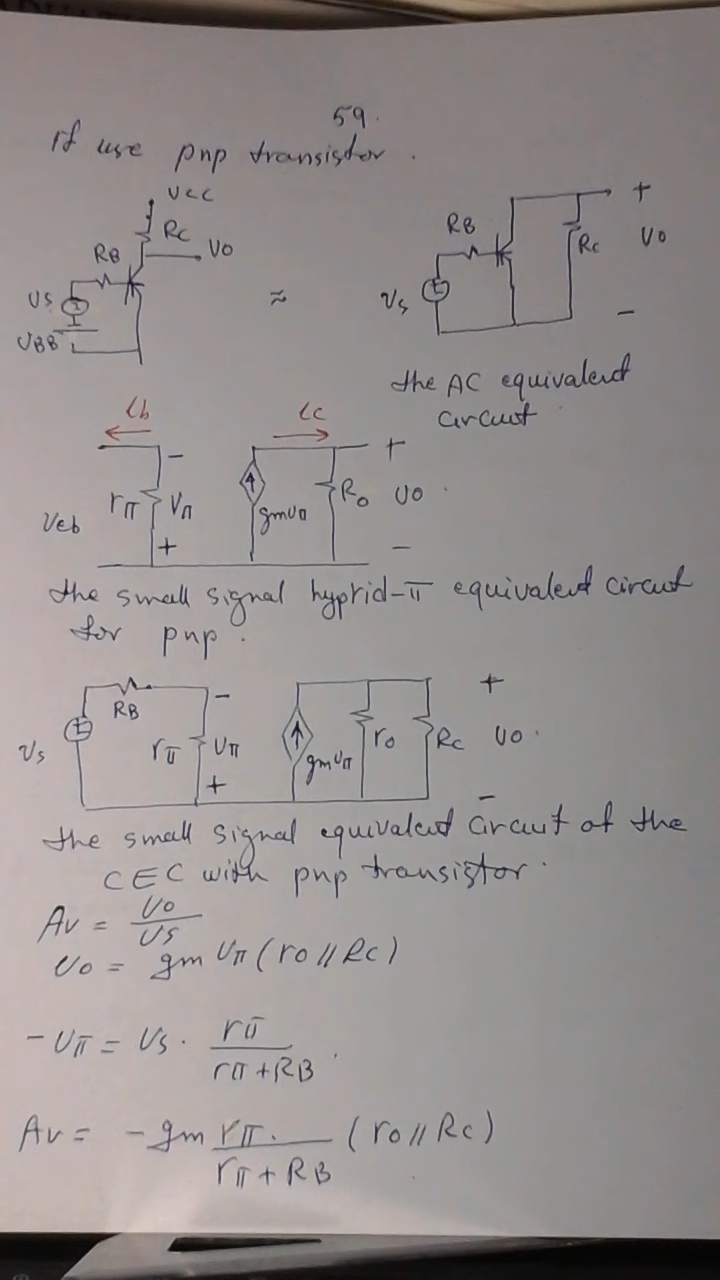 59.
if use pnp transistor.
VCC
RC
VO
RB
VS
VBB
≈
RB
VS
RC
+
VO
−
the AC equivalent
circuit
ib
ic
−
+
Veb
rπ
Vπ
+
gmvπ
Ro
VO
−
the small signal hyprid-π equivalent circuit
for pnp.
RB
−
+
VS
rπ
Vπ
+
gmvπ
ro
RC
VO
−
the small signal equivalent circuit of the
CEC with pnp transistor.
Av = Vo / Vs
Vo = gm Vπ (ro // Rc)
-Vπ = Vs . rπ / rπ + RB
Av = -gm rπ. / rπ + RB (ro // Rc)